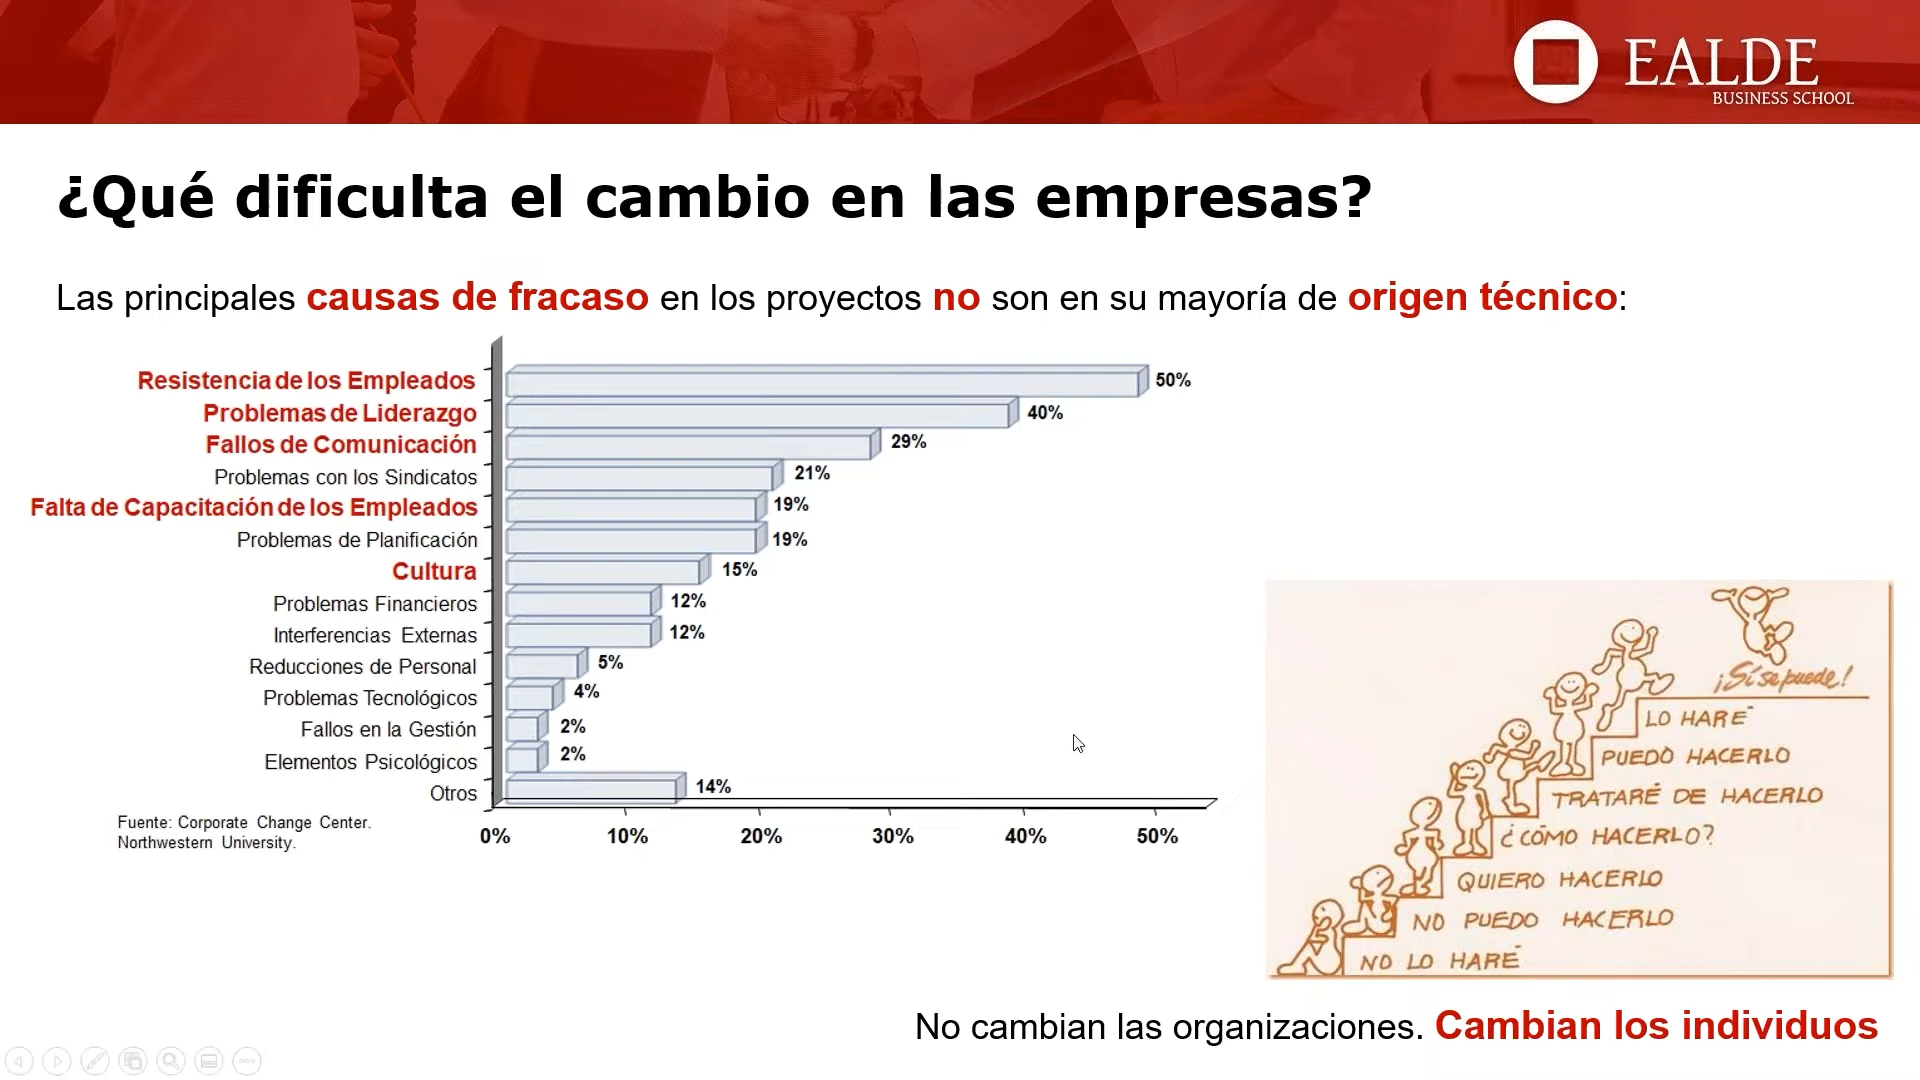 EALDE
BUSINESS SCHOOL
¿Qué dificulta el cambio en las empresas?
Las principales causas de fracaso en los proyectos no son en su mayoría de origen técnico:
Resistencia de los Empleados 50%
Problemas de Liderazgo 40%
Fallos de Comunicación 29%
Problemas con los Sindicatos 21%
Falta de Capacitación de los Empleados 19%
Problemas de Planificación 19%
Cultura 15%
Problemas Financieros 12%
Interferencias Externas 12%
Reducciones de Personal 5%
Problemas Tecnológicos 4%
Fallos en la Gestión 2%
Elementos Psicológicos 2%
Otros 14%
0% 10% 20% 30% 40% 50%
Fuente: Corporate Change Center.
Northwestern University.
¡Sí se puede!
LO HARÉ
PUEDO HACERLO
TRATARÉ DE HACERLO
¿CÓMO HACERLO?
QUIERO HACERLO
NO PUEDO HACERLO
NO LO HARÉ
No cambian las organizaciones. Cambian los individuos